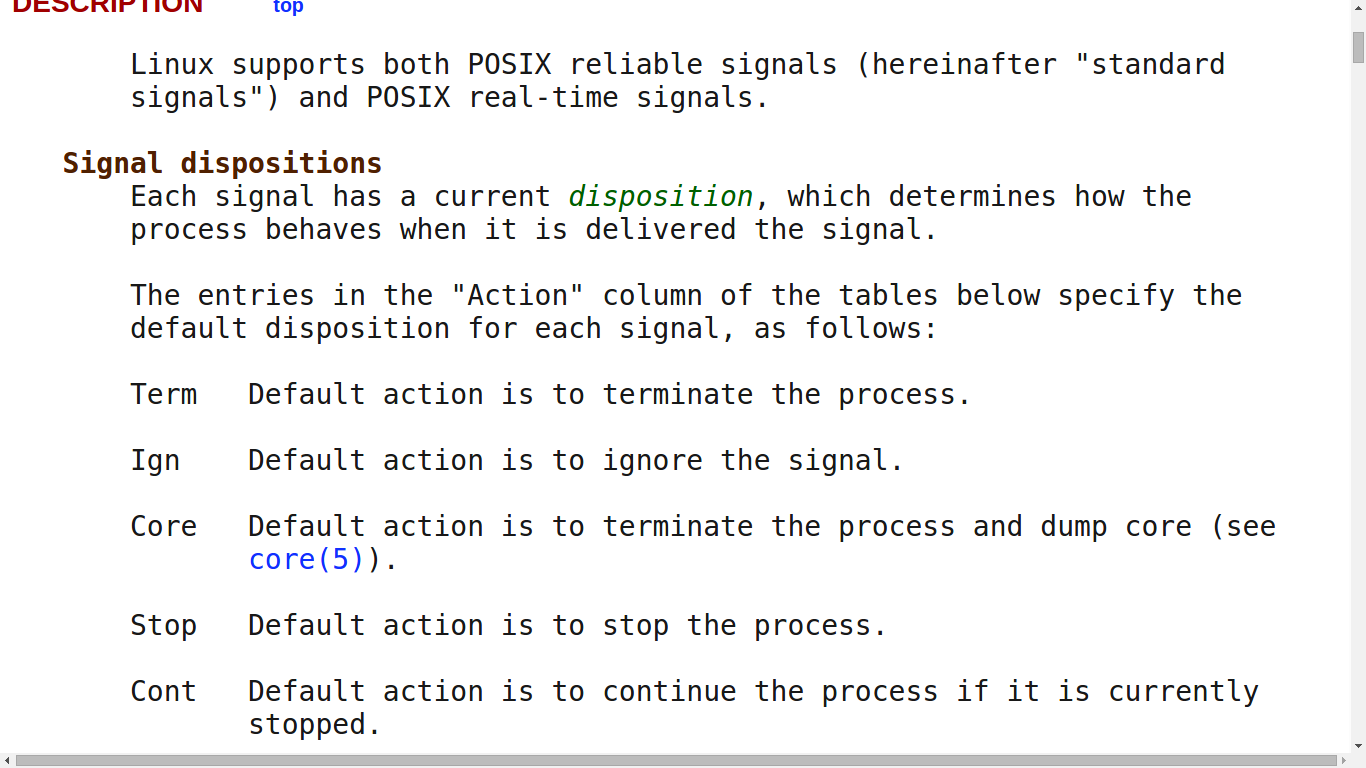 DESCRIPTION top
Linux supports both POSIX reliable signals (hereinafter "standard
signals") and POSIX real-time signals.
Signal dispositions
Each signal has a current disposition, which determines how the
process behaves when it is delivered the signal.
The entries in the "Action" column of the tables below specify the
default disposition for each signal, as follows:
Term Default action is to terminate the process.
Ign Default action is to ignore the signal.
Core Default action is to terminate the process and dump core (see
core(5)).
Stop Default action is to stop the process.
Cont Default action is to continue the process if it is currently
stopped.